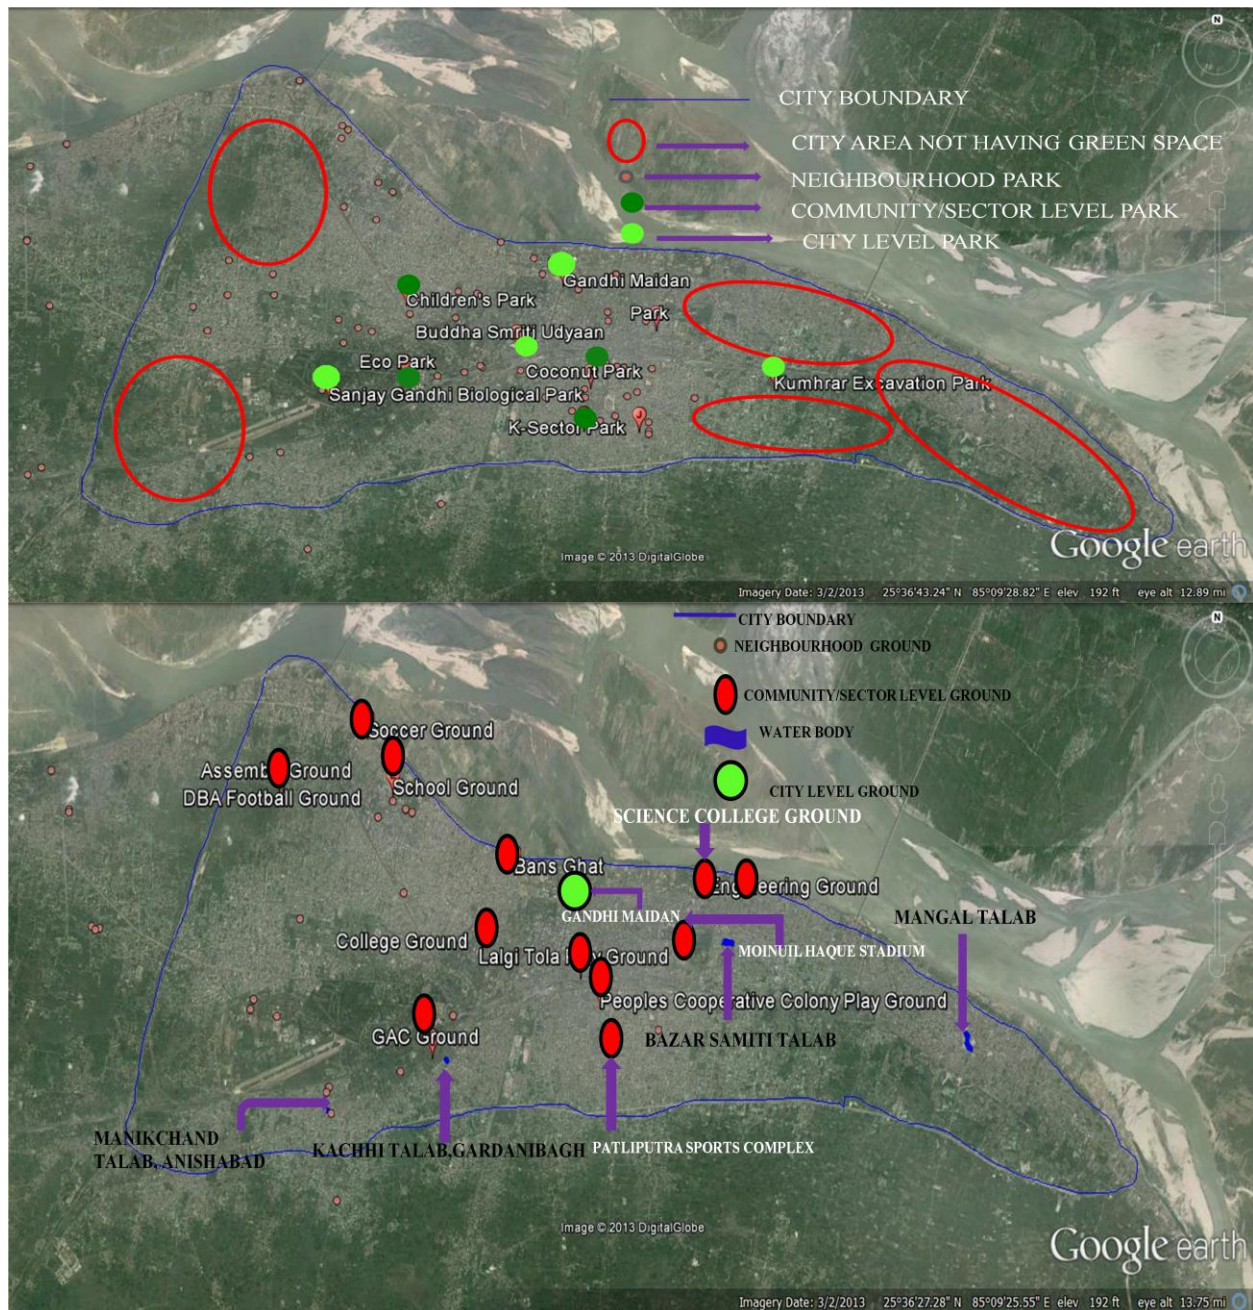 N
CITY BOUNDARY
CITY AREA NOT HAVING GREEN SPACE
NEIGHBOURHOOD PARK
COMMUNITY/SECTOR LEVEL PARK
CITY LEVEL PARK
Gandhi Maidan
Children's Park
Park
Buddha Smriti Udyaan
Eco Park
Coconut Park
Kumhrar Excavation Park
Sanjay Gandhi Biological Park
K-Sector Park
Google earth
Image © 2013 DigitalGlobe
Imagery Date: 3/2/2013 25°36'43.24" N 85°09'28.82" E elev 192 ft eye alt 12.89 mi
N
CITY BOUNDARY
NEIGHBOURHOOD GROUND
COMMUNITY/SECTOR LEVEL GROUND
WATER BODY
CITY LEVEL GROUND
Soccer Ground
Ground
School Ground
DBA Football Ground
SCIENCE COLLEGE GROUND
Bans Ghat
Ground
GANDHI MAIDAN
MANGAL TALAB
College Ground
Lalgi Tola Ground
MOINUIL HAQUE STADIUM
Peoples Cooperative Colony Play Ground
GAC Ground
BAZAR SAMITI TALAB
MANIKCHAND
TALAB, ANISHABAD
KACHHI TALAB,GARDANIBAGH
PATLIPUTRA SPORTS COMPLEX
Image © 2013 DigitalGlobe
Google earth
Imagery Date: 3/2/2013 25°36'27.28" N 85°09'25.55" E elev 192 ft eye alt 13.75 mi